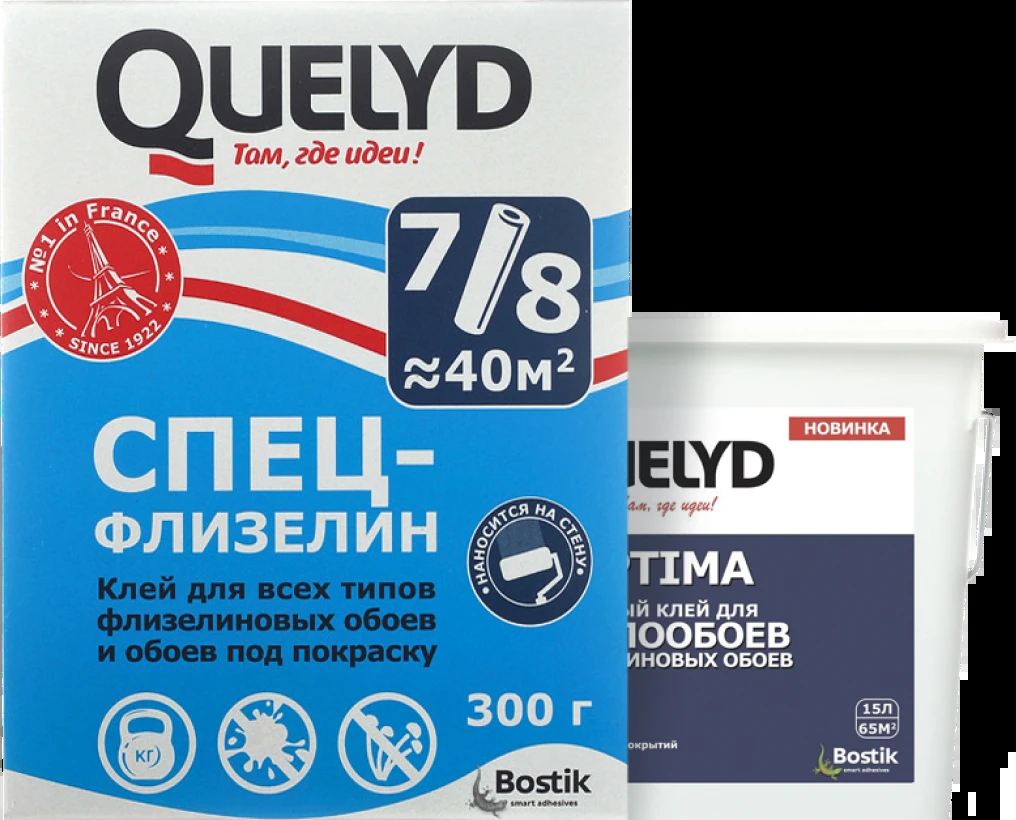 QUELYD
Там, где идеи!
№1 in France
SINCE 1922
7/8
≈40м²
СПЕЦ-
ФЛИЗЕЛИН
НАНОСИТСЯ НА СТЕНУ
Клей для всех типов
флизелиновых обоев
и обоев под покраску
КГ
300 г
Bostik
smart adhesives
НОВИНКА
UELYD
ам, где идеи!
PTIMA
ЫЙ КЛЕЙ ДЛЯ
ЛООБОЕВ
ИНОВЫХ ОБОЕВ
15Л
65М²
окрытий
Bostik
smart adhesives